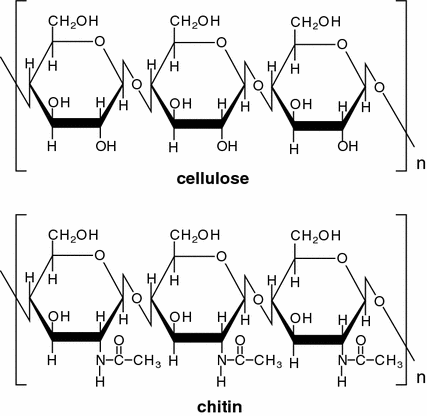 CH₂OH CH₂OH CH₂OH
O O O
H H H H H H
O O O
OH H H OH H H OH H H
H OH H OH H OH
n
cellulose
CH₂OH CH₂OH CH₂OH
O O O
H H H H H H
O O O
OH H H OH H H OH H H
O O O
H N C CH₃ H N C CH₃ H N C CH₃
H H H
n
chitin